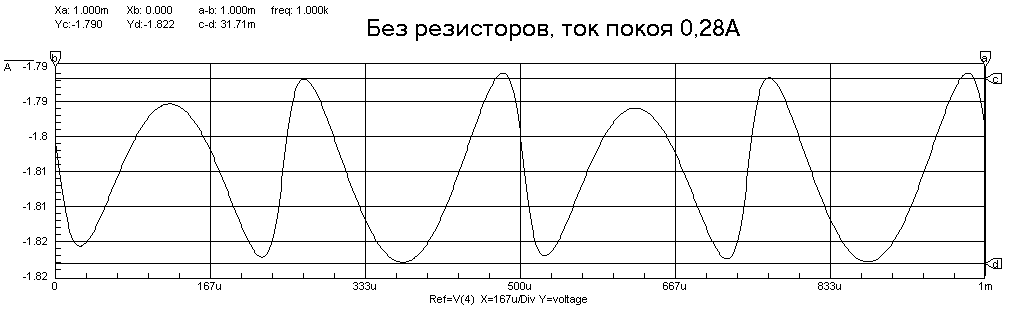 Xa: 1.000m Xb: 0.000 a-b: 1.000m freq: 1.000k
Yc:-1.790 Yd:-1.822 c-d: 31.71m
Без резисторов, ток покоя 0,28А
b a
A -1.79
c
-1.79
-1.8
-1.81
-1.81
-1.82
d
-1.82
0 167u 333u 500u 667u 833u 1m
Ref=V(4) X=167u/Div Y=voltage